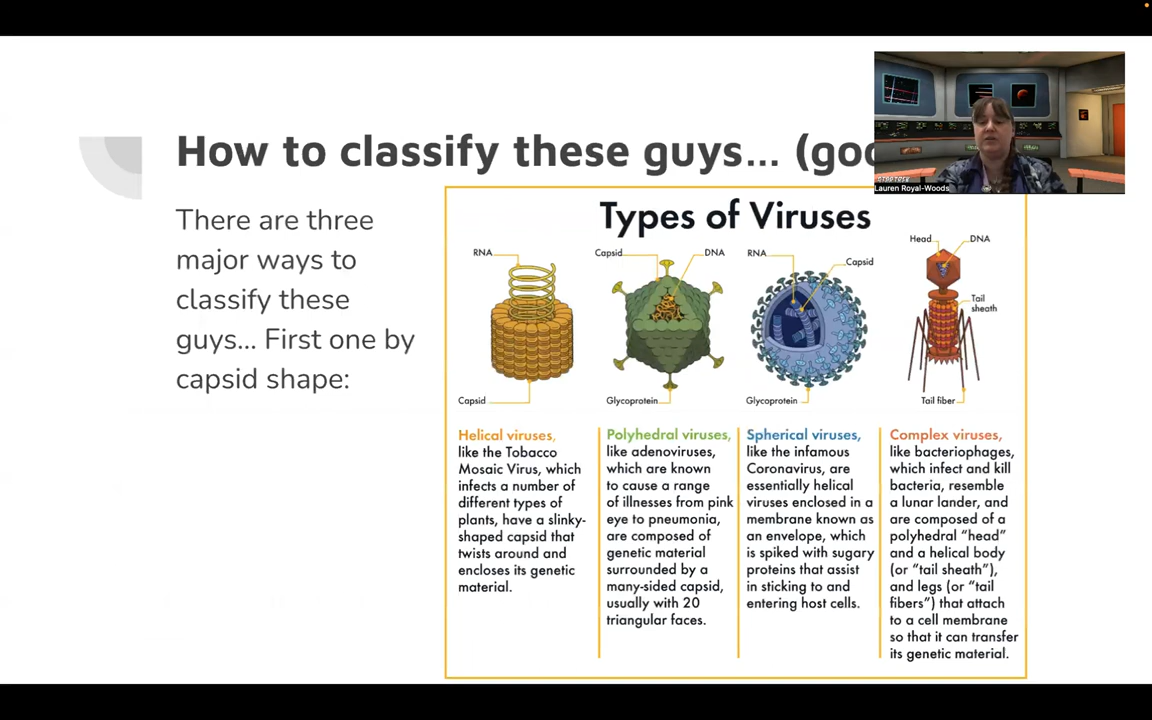 How to classify these guys... (goo
Lauren Royal-Woods
There are three
major ways to
classify these
guys... First one by
capsid shape:
Types of Viruses
RNA
Capsid
Capsid
DNA
Glycoprotein
RNA
Capsid
Glycoprotein
Head
DNA
Tail
sheath
Tail fiber
Helical viruses,
like the Tobacco
Mosaic Virus, which
infects a number of
different types of
plants, have a slinky-
shaped capsid that
twists around and
encloses its genetic
material.
Polyhedral viruses,
like adenoviruses,
which are known
to cause a range
of illnesses from pink
eye to pneumonia,
are composed of
genetic material
surrounded by a
many-sided capsid,
usually with 20
triangular faces.
Spherical viruses,
like the infamous
Coronavirus, are
essentially helical
viruses enclosed in a
membrane known as
an envelope, which
is spiked with sugary
proteins that assist
in sticking to and
entering host cells.
Complex viruses,
like bacteriophages,
which infect and kill
bacteria, resemble
a lunar lander, and
are composed of a
polyhedral “head”
and a helical body
(or “tail sheath”),
and legs (or “tail
fibers”) that attach
to a cell membrane
so that it can transfer
its genetic material.